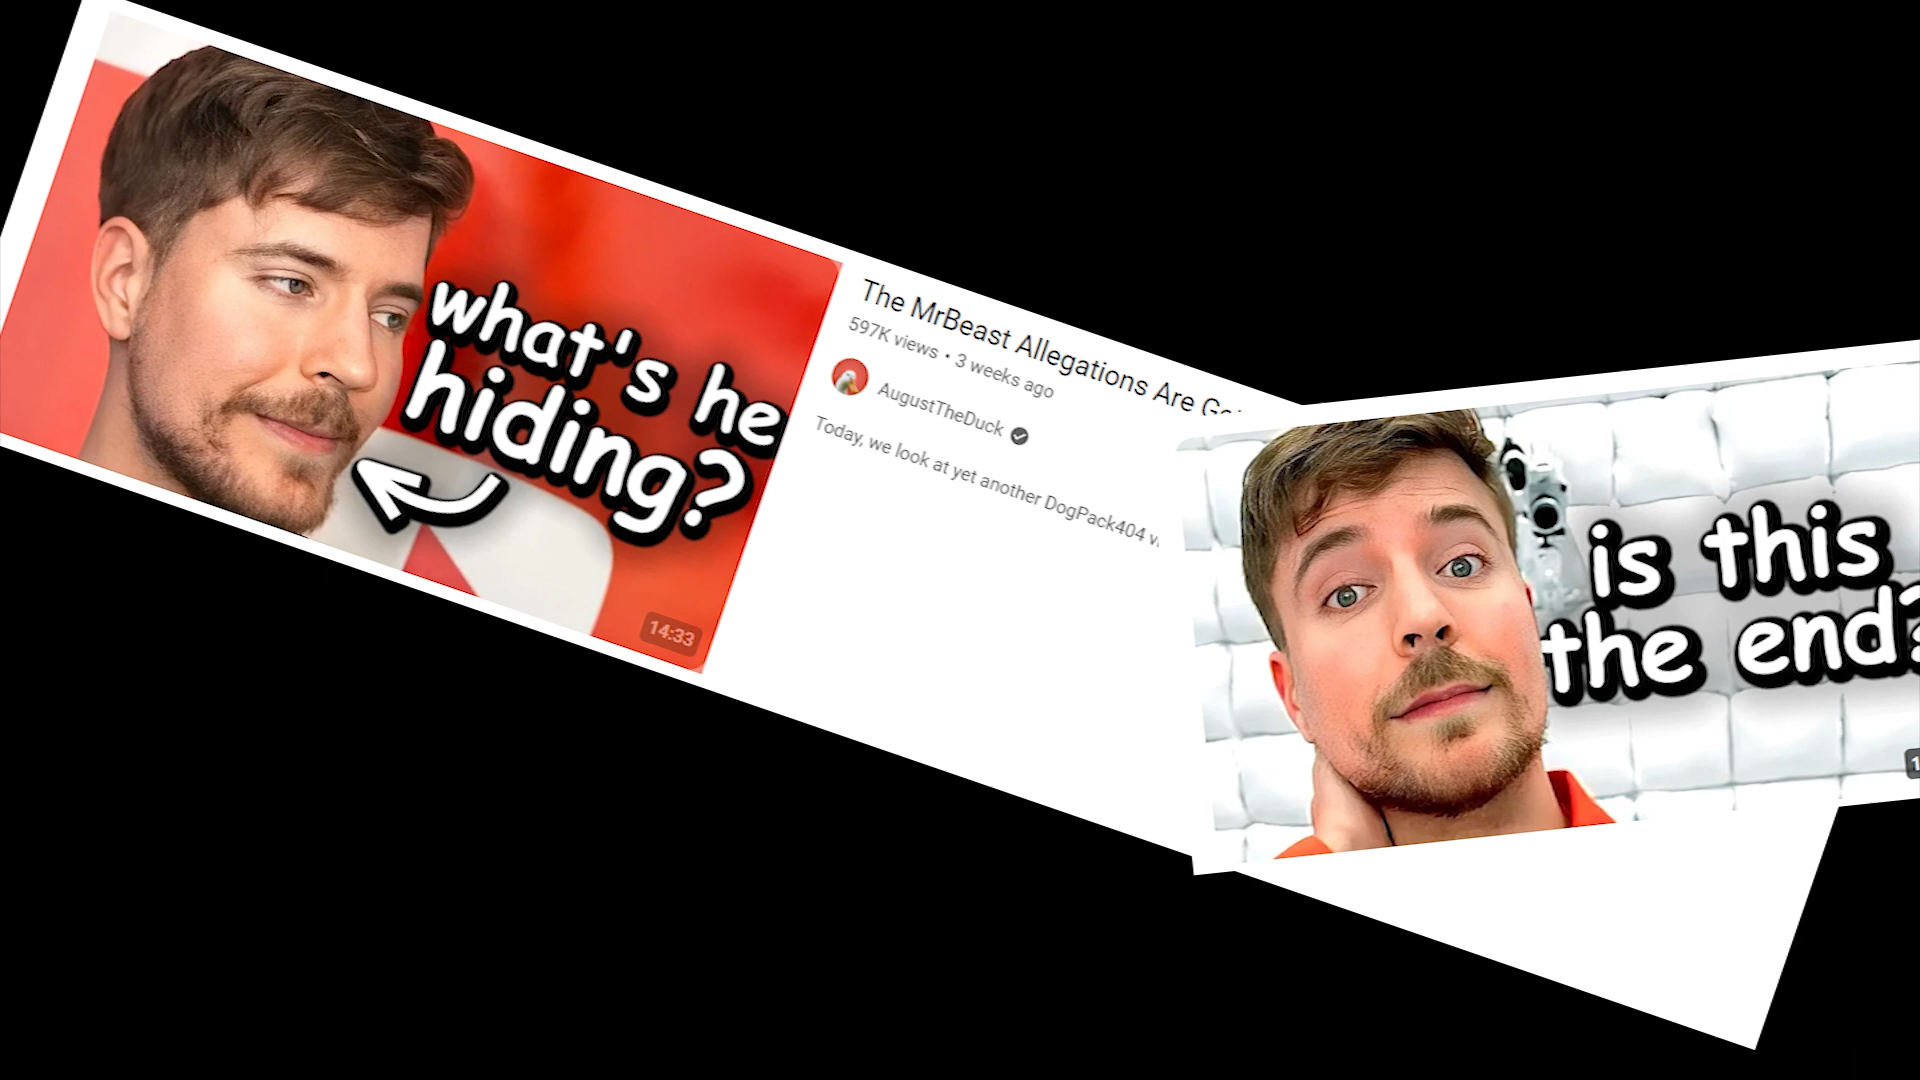 what's he
hiding?
14:33
The MrBeast Allegations Are
597K views • 3 weeks ago
AugustTheDuck
Today, we look at yet another DogPack404
is this
the end?